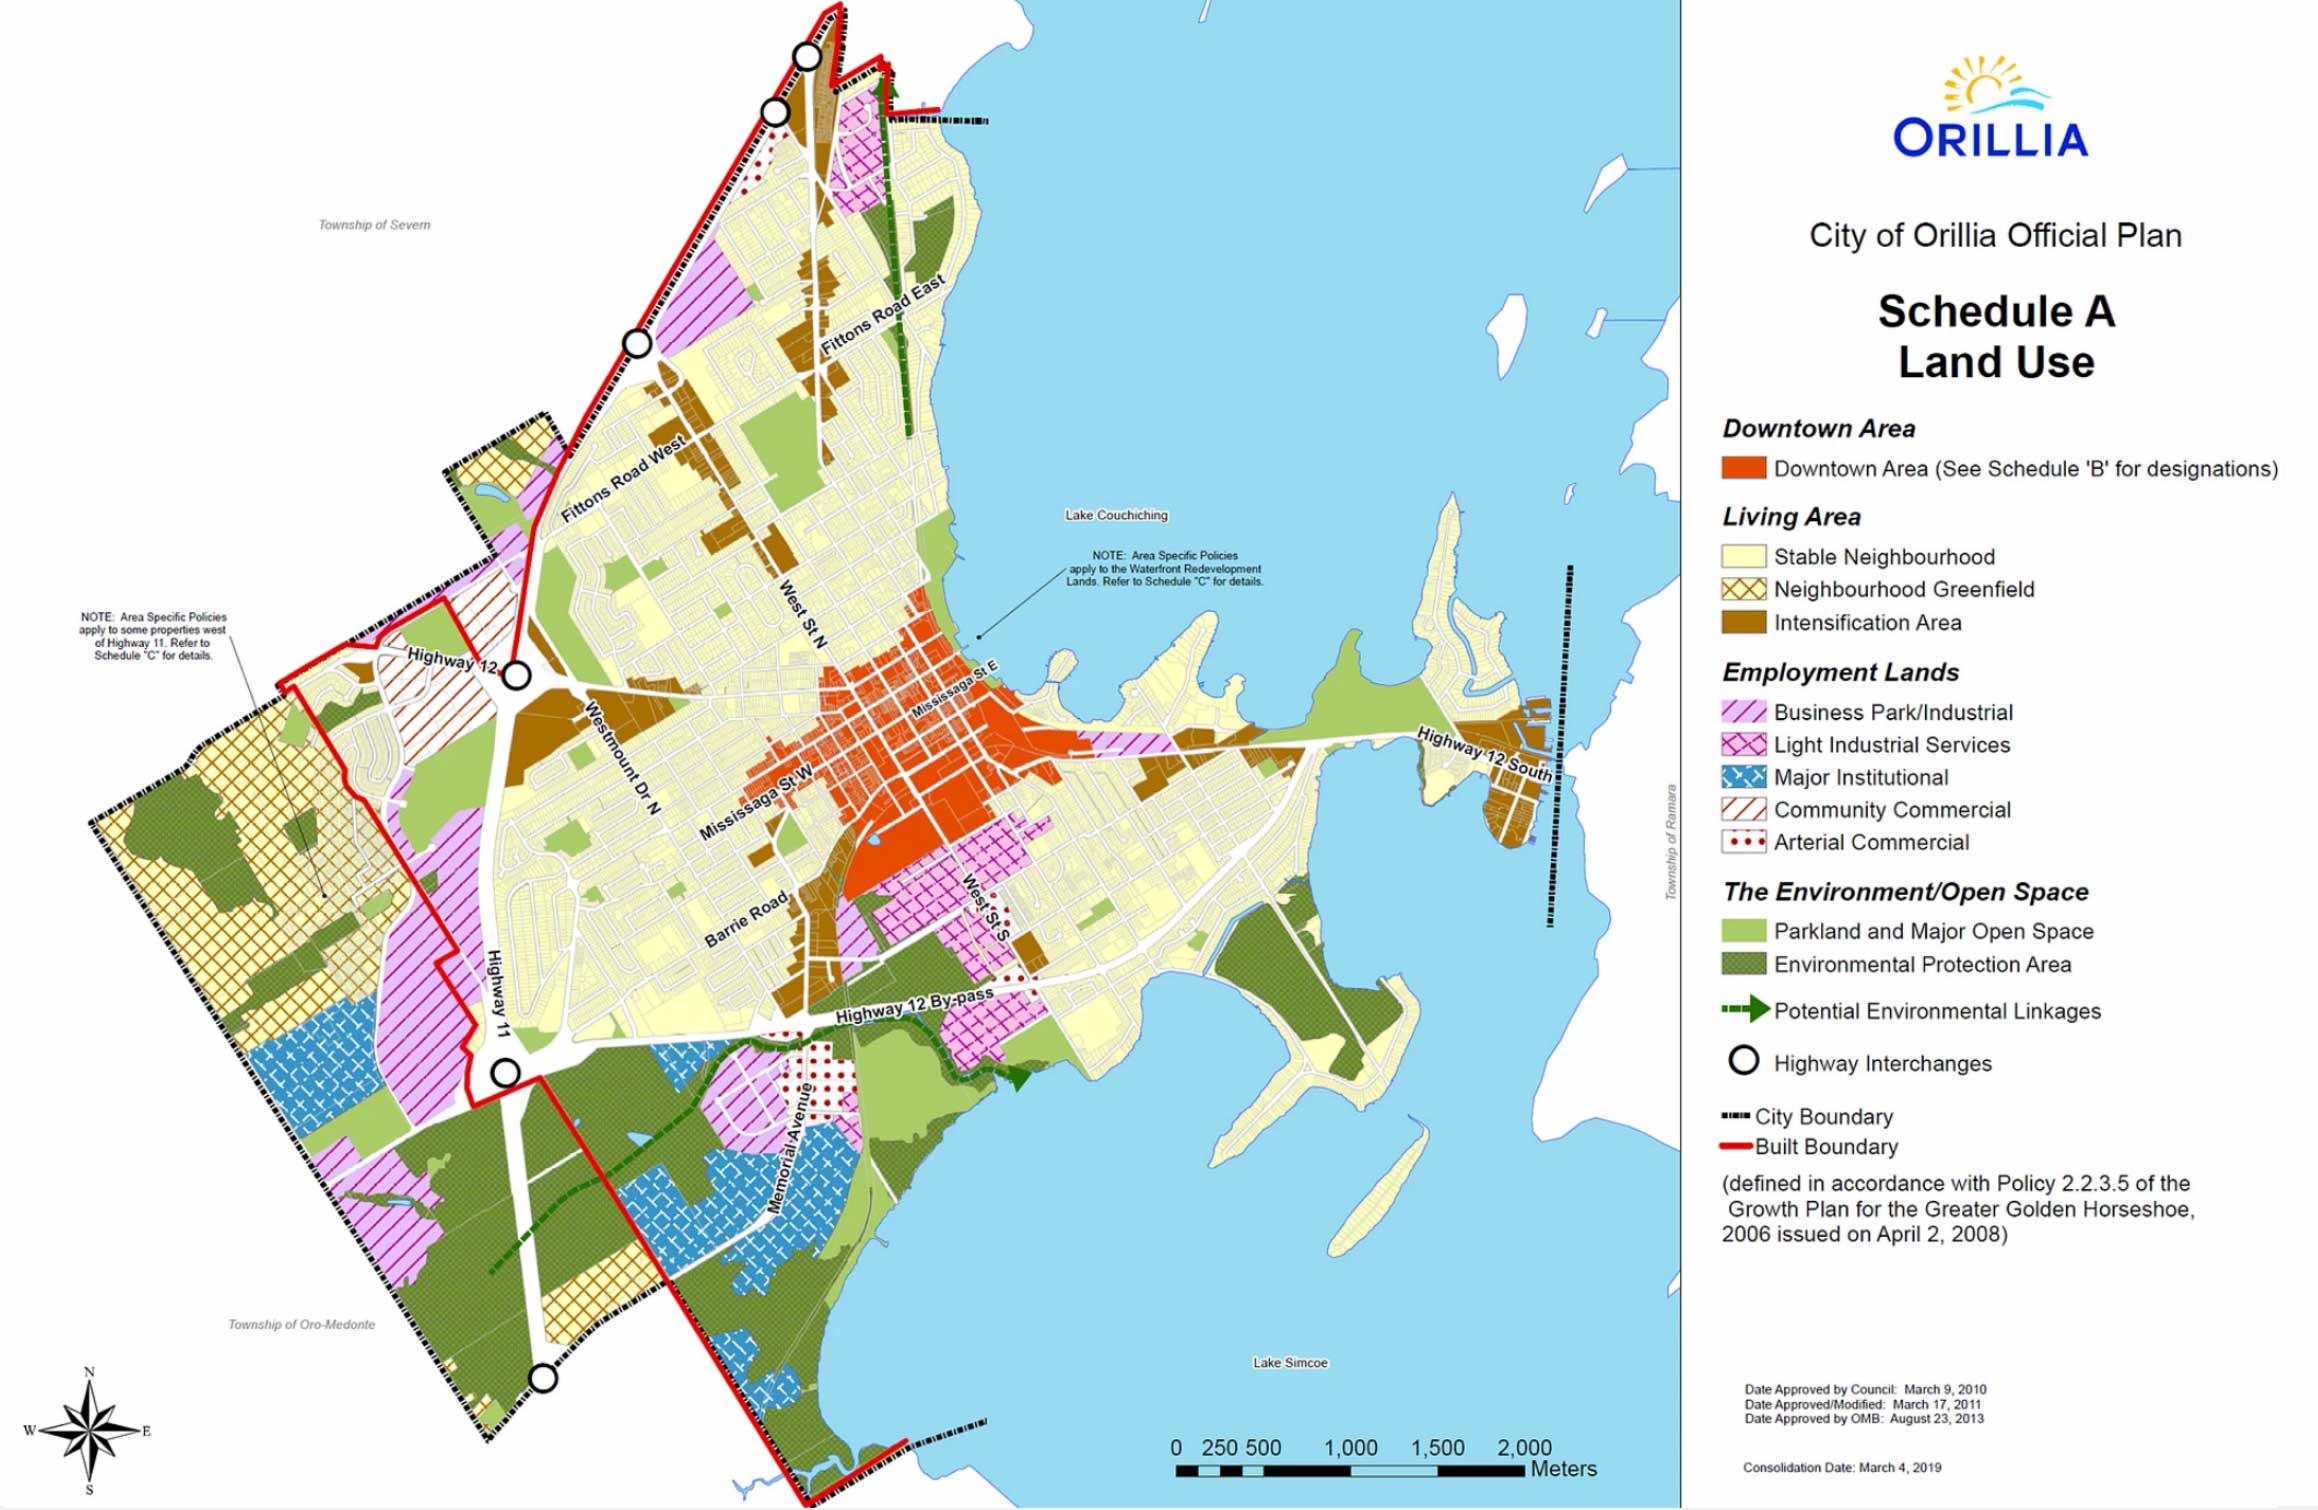 ORILLIA
City of Orillia Official Plan
Schedule A
Land Use
Downtown Area
Downtown Area (See Schedule 'B' for designations)
Living Area
Stable Neighbourhood
Neighbourhood Greenfield
Intensification Area
Employment Lands
Business Park/Industrial
Light Industrial Services
Major Institutional
Community Commercial
Arterial Commercial
The Environment/Open Space
Parkland and Major Open Space
Environmental Protection Area
Potential Environmental Linkages
Highway Interchanges
City Boundary
Built Boundary
(defined in accordance with Policy 2.2.3.5 of the
Growth Plan for the Greater Golden Horseshoe,
2006 issued on April 2, 2008)
Date Approved by Council: March 9, 2010
Date Approved/Modified: March 17, 2011
Date Approved by OMB: August 23, 2013
Consolidation Date: March 4, 2019
Township of Severn
Fittons Road East
Fittons Road West
Lake Couchiching
NOTE: Area Specific Policies
apply to the Waterfront Redevelopment
Lands. Refer to Schedule "C" for details.
West St N
NOTE: Area Specific Policies
apply to some properties west
of Highway 11. Refer to
Schedule "C" for details.
Highway 12
Mississaga St E
Westmount Dr N
Highway 12 South
Mississaga St W
Township of Ramara
West St S
Barrie Road
Highway 11
Highway 12 By-pass
Memorial Avenue
Township of Oro-Medonte
Lake Simcoe
N
W
E
S
0 250 500 1,000 1,500 2,000
Meters